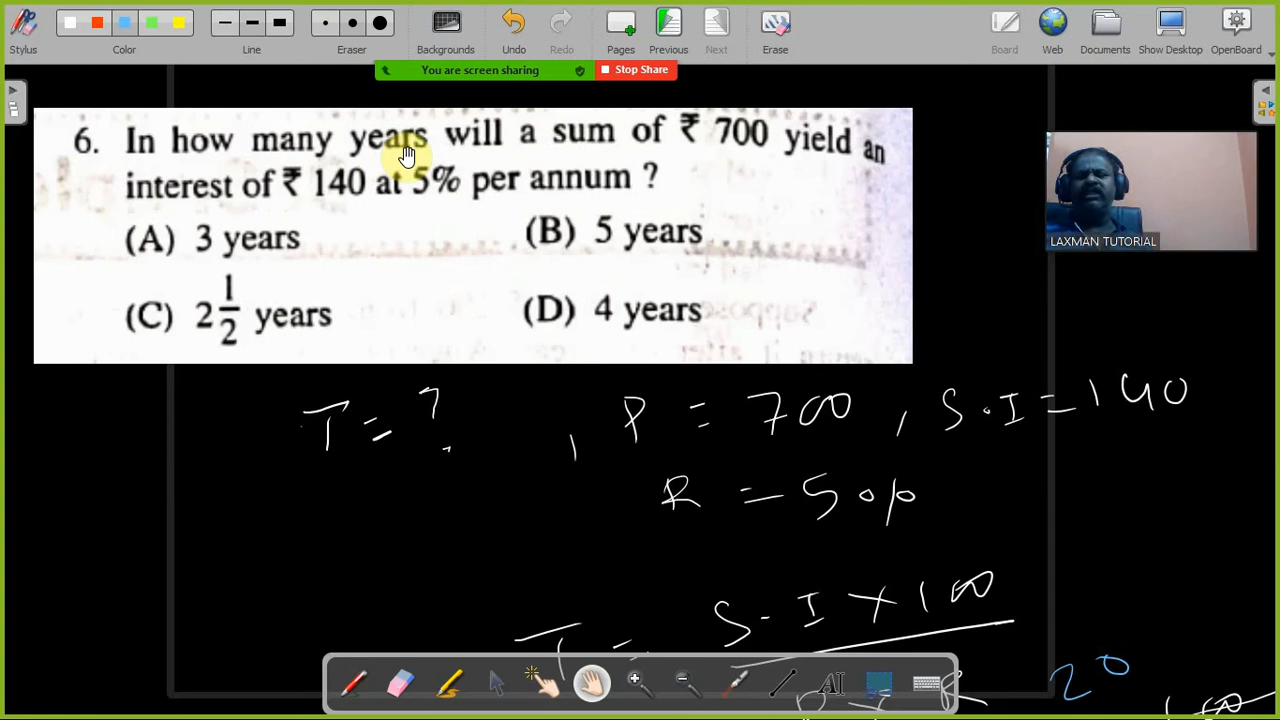 Stylus Color Line Eraser Backgrounds Undo Redo Pages Previous Next Erase Board Web Documents Show Desktop OpenBoard
You are screen sharing Stop Share
6. In how many years will a sum of ₹ 700 yield an
interest of ₹ 140 at 5% per annum ?
(A) 3 years (B) 5 years
(C) 2 1/2 years (D) 4 years
LAXMAN TUTORIAL
T = ? , P = 700 , S.I = 140
R = 5 %
S.I X 100
T =
20